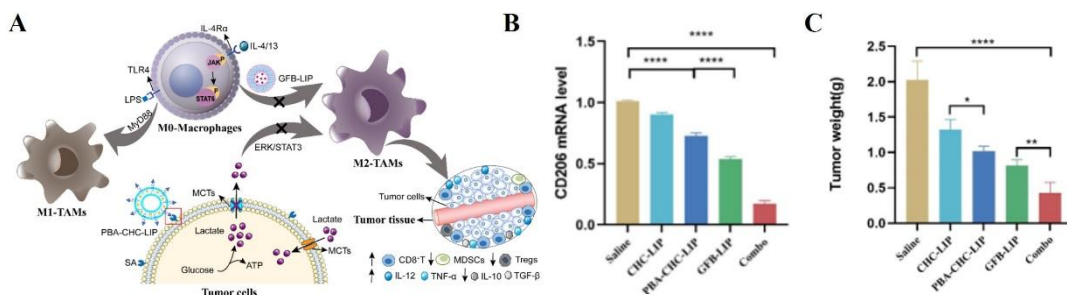 A
IL-4Rα
IL-4/13
JAK
P
TLR4
GFB-LIP
P
STAT6
LPS
MyD88
M0-Macrophages
ERK/STAT3
M2-TAMs
M1-TAMs
MCTs
Tumor cells
Tumor tissue
PBA-CHC-LIP
Lactate
Lactate
MCTs
Glucose
ATP
SA
Tumor cells
CD8+T
MDSCs
Tregs
IL-12
TNF-α
IL-10
TGF-β
B
CD206 mRNA level
1.5
1.0
0.5
0.0
****
**** ****
Saline
CHC-LIP
PBA-CHC-LIP
GFB-LIP
Combo
C
Tumor weight(g)
2.5
2.0
1.5
1.0
0.5
0.0
****
*
**
Saline
CHC-LIP
PBA-CHC-LIP
GFB-LIP
Combo